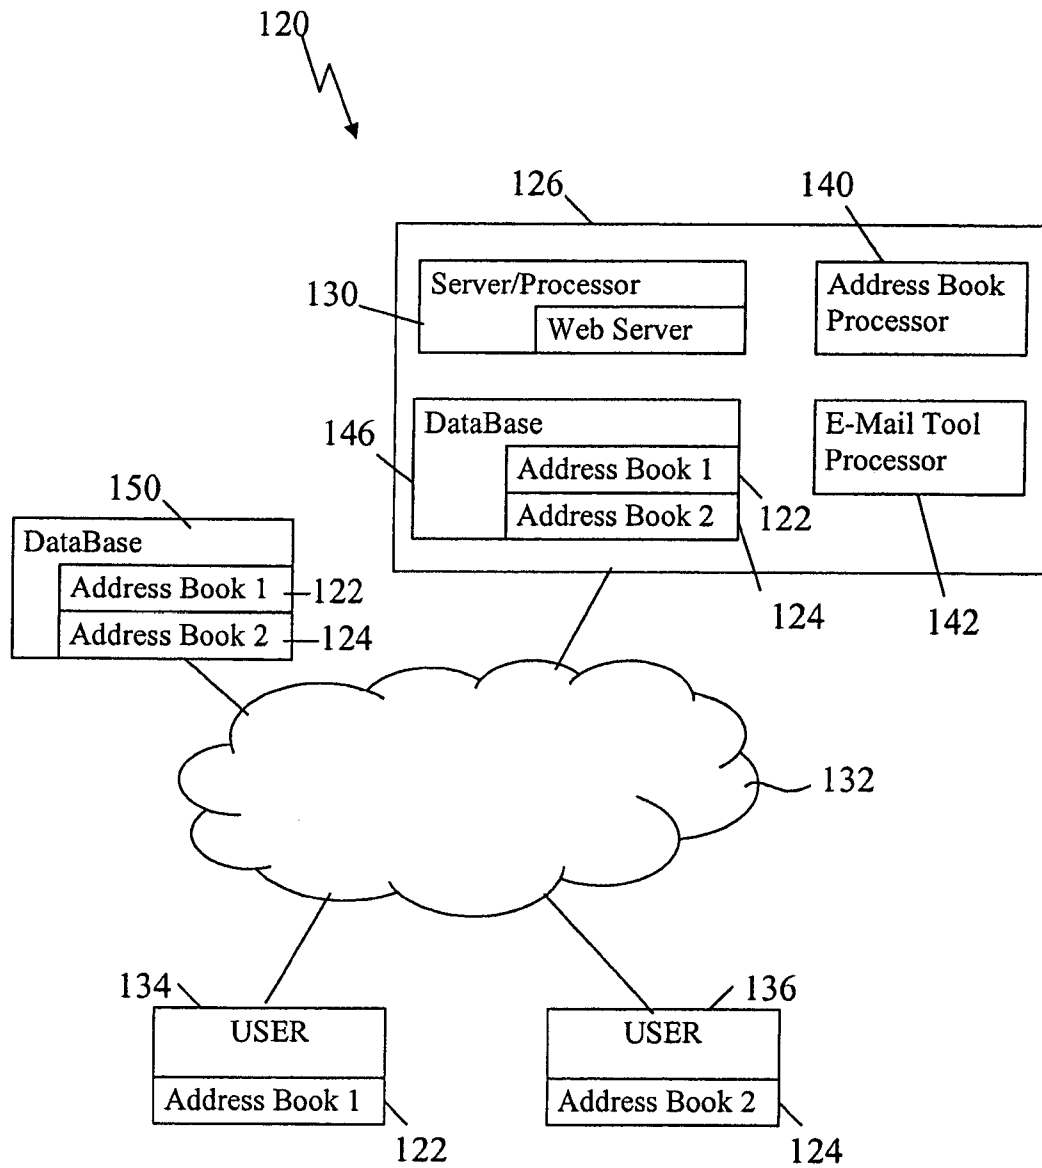 120
126
140
Server/Processor
Web Server
130
Address Book
Processor
DataBase
Address Book 1
Address Book 2
146
122
124
E-Mail Tool
Processor
142
150
DataBase
Address Book 1
122
Address Book 2
124
132
134
USER
Address Book 1
122
136
USER
Address Book 2
124